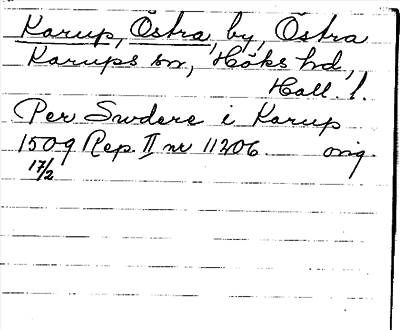 Karup, Östra, by, Östra
Karups sn, Höks hd,
Hall. l.
Per Swdere i Karup
1509 Rep. II nr 11206. orig.
17/2